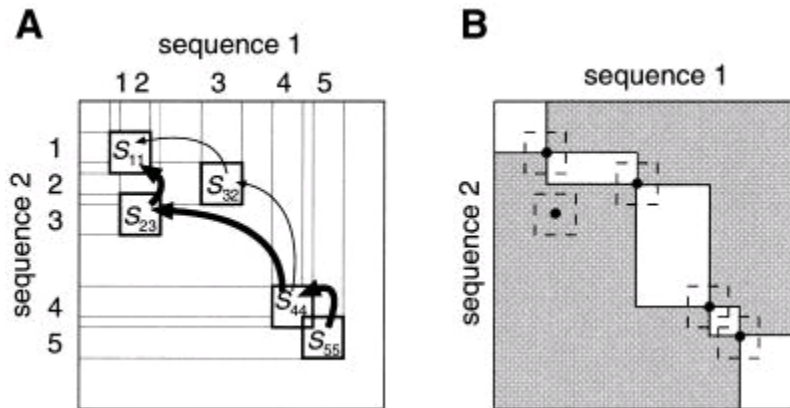 A
sequence 1
1 2 3 4 5
sequence 2
1
2
3
4
5
S11
S32
S23
S44
S55
B
sequence 1
sequence 2